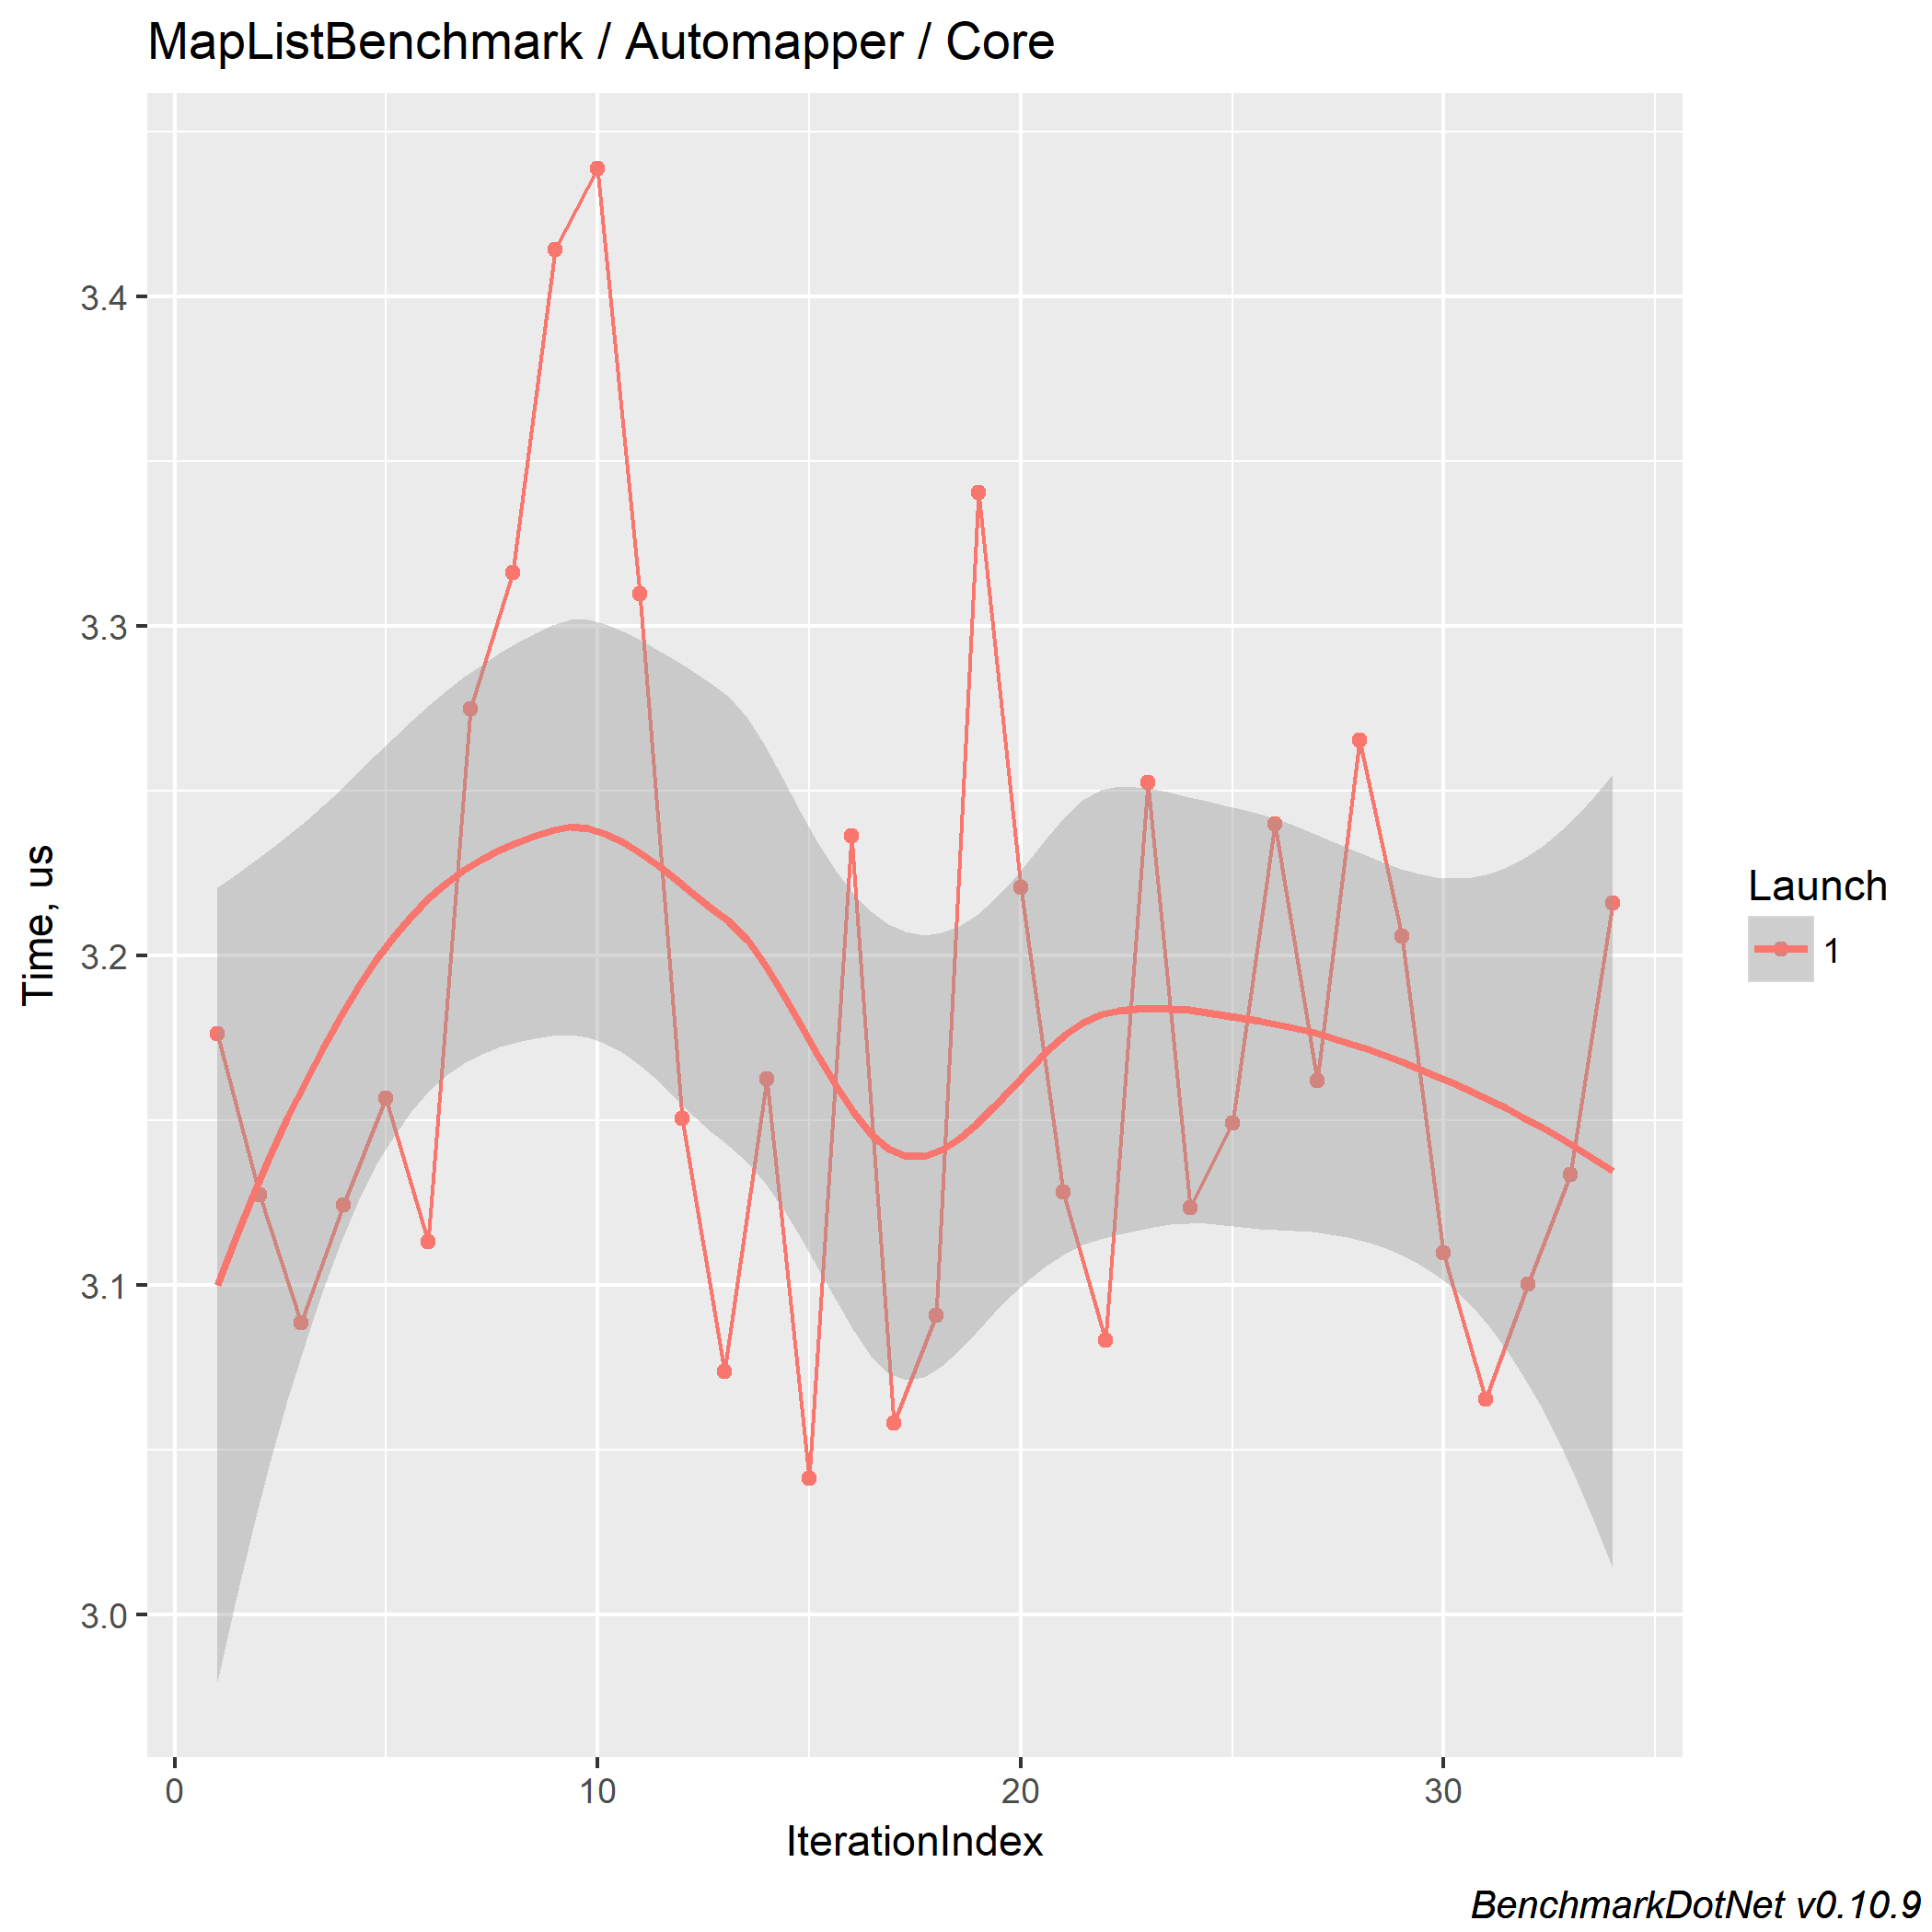 MapListBenchmark / Automapper / Core
3.4
3.3
3.2
3.1
3.0
Time, us
0 10 20 30
IterationIndex
Launch
1
BenchmarkDotNet v0.10.9